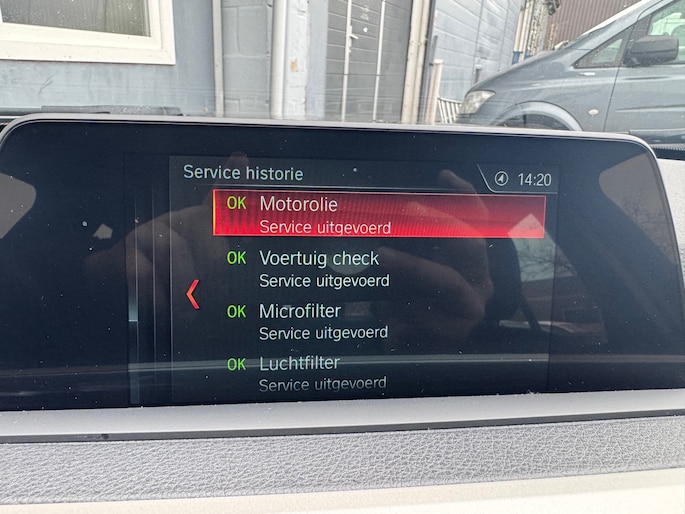 Service historie
14:20
OK Motorolie
Service uitgevoerd
OK Voertuig check
Service uitgevoerd
OK Microfilter
Service uitgevoerd
OK Luchtfilter
Service uitgevoerd